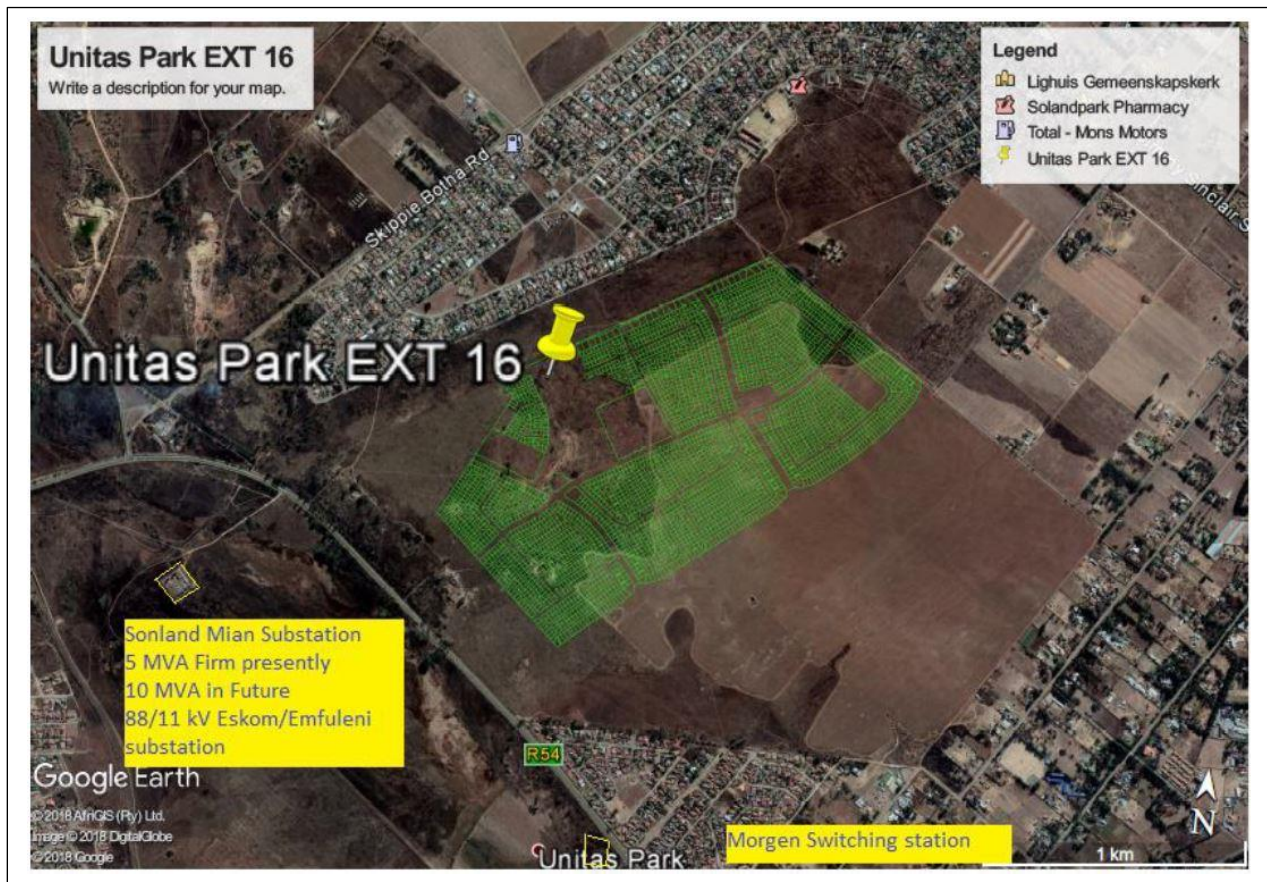 Unitas Park EXT 16
Write a description for your map.
Legend
Lighuis Gemeenskapskerk
Solandpark Pharmacy
Total - Mons Motors
Unitas Park EXT 16
Skippie Botha Rd
Sinclair S
Unitas Park EXT 16
Sonland Mian Substation
5 MVA Firm presently
10 MVA in Future
88/11 kV Eskom/Emfuleni
substation
R54
Google Earth
© 2018 AfriGIS (Pty) Ltd.
Image © 2018 DigitalGlobe
© 2018 Google
Unitas Park
Morgen Switching station
N
1 km